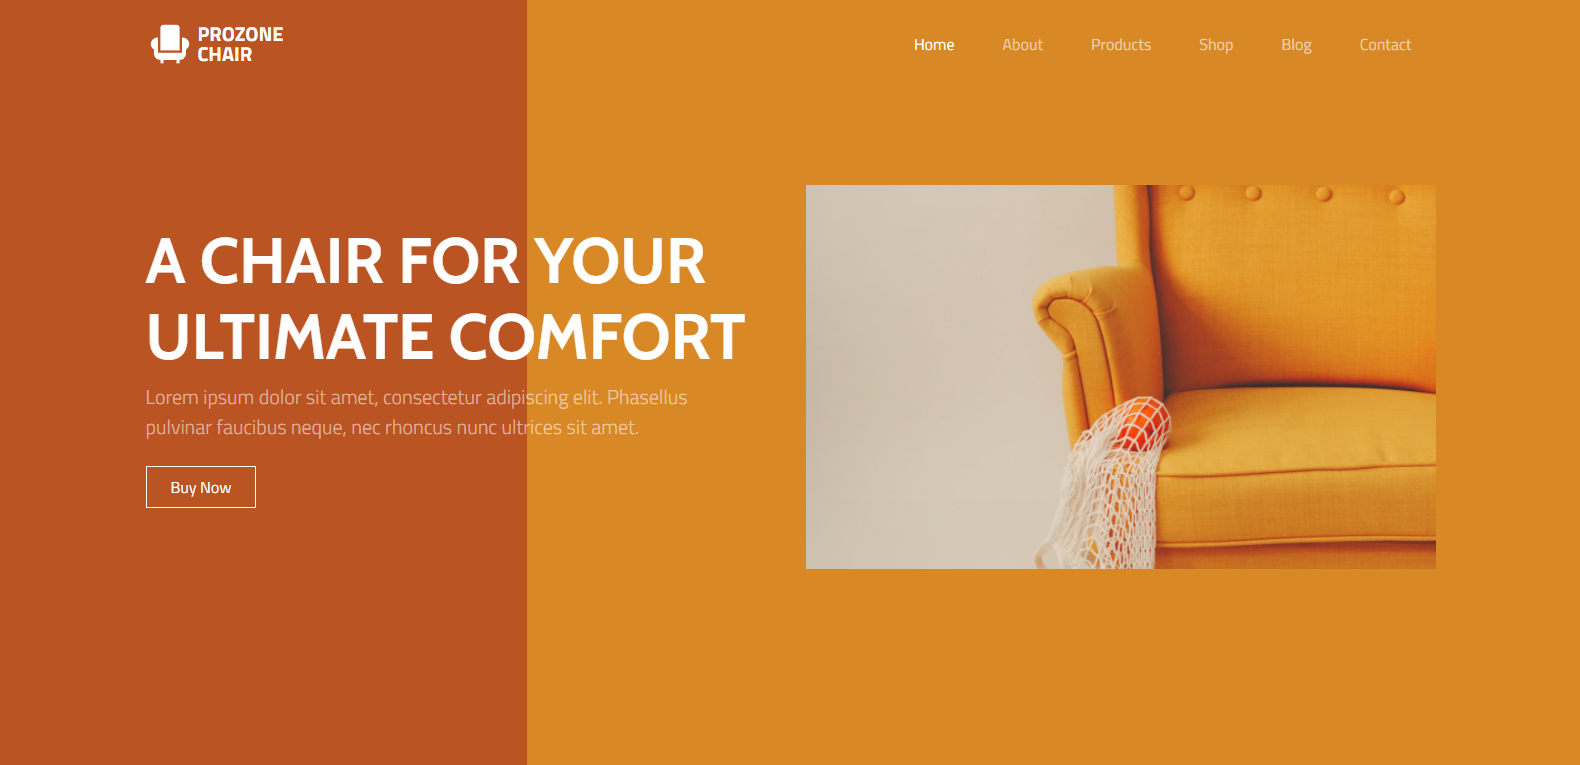 PROZONE
CHAIR
Home About Products Shop Blog Contact
A CHAIR FOR YOUR
ULTIMATE COMFORT
Lorem ipsum dolor sit amet, consectetur adipiscing elit. Phasellus
pulvinar faucibus neque, nec rhoncus nunc ultrices sit amet.
Buy Now